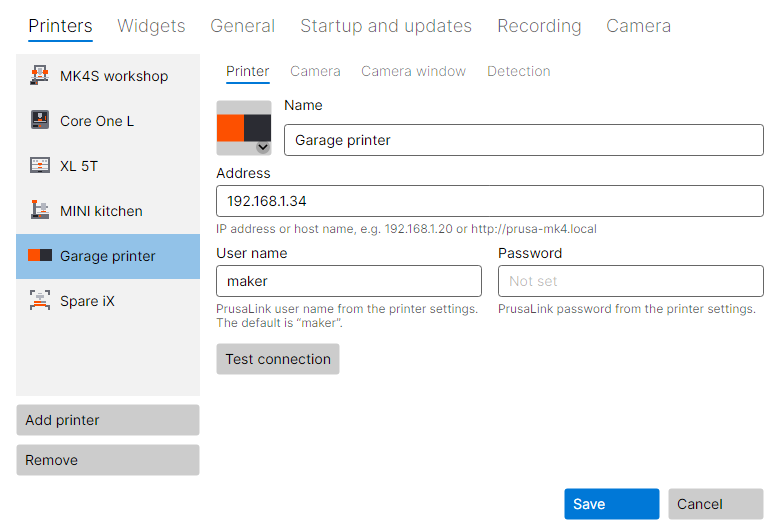 Printers Widgets General Startup and updates Recording Camera
MK4S workshop
Core One L
XL 5T
MINI kitchen
Garage printer
Spare iX
Add printer
Remove
Printer Camera Camera window Detection
Name
Garage printer
Address
192.168.1.34
IP address or host name, e.g. 192.168.1.20 or http://prusa-mk4.local
User name
maker
PrusaLink user name from the printer settings.
The default is “maker”.
Password
Not set
PrusaLink password from the printer settings.
Test connection
Save
Cancel